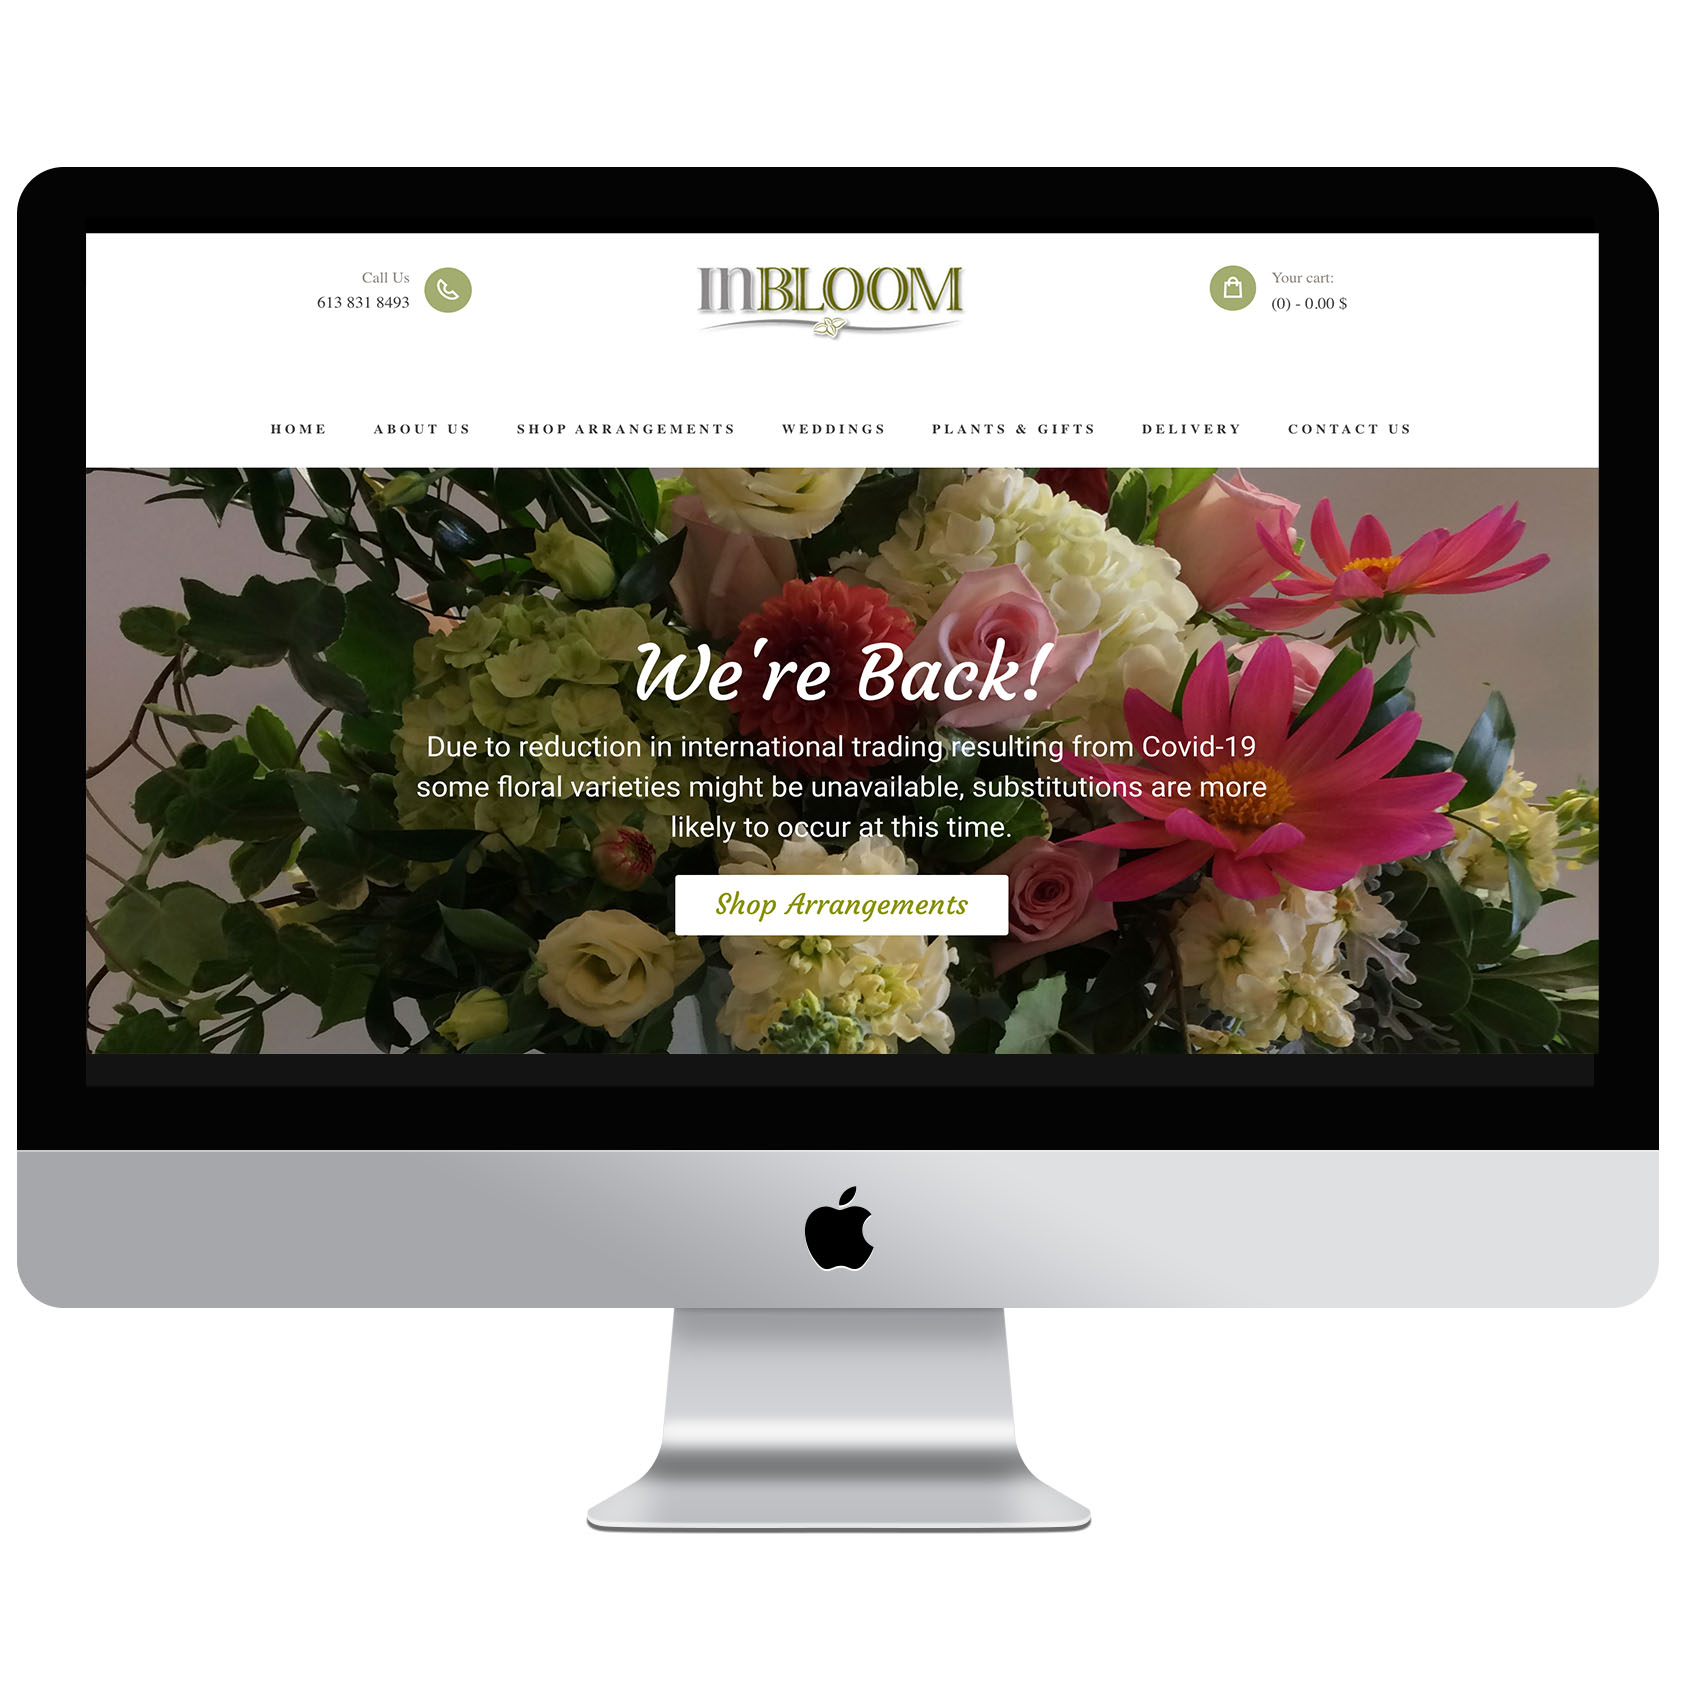 Call Us
613 831 8493
INBLOOM
Your cart:
(0) - 0.00 $
HOME ABOUT US SHOP ARRANGEMENTS WEDDINGS PLANTS & GIFTS DELIVERY CONTACT US
We're Back!
Due to reduction in international trading resulting from Covid-19
some floral varieties might be unavailable, substitutions are more
likely to occur at this time.
Shop Arrangements